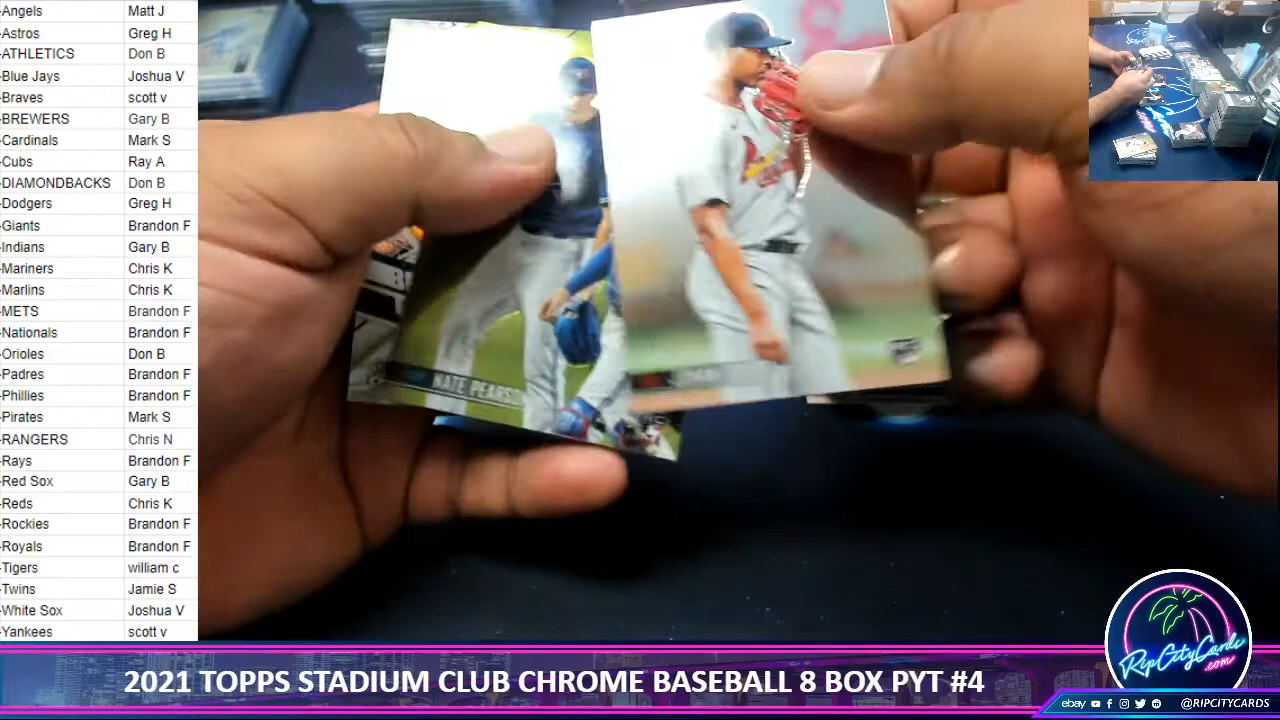 -Angels Matt J
-Astros Greg H
-ATHLETICS Don B
-Blue Jays Joshua V
-Braves scott v
-BREWERS Gary B
-Cardinals Mark S
-Cubs Ray A
-DIAMONDBACKS Don B
-Dodgers Greg H
-Giants Brandon F
-Indians Gary B
-Mariners Chris K
-Marlins Chris K
-METS Brandon F
-Nationals Brandon F
-Orioles Don B
-Padres Brandon F
-Phillies Brandon F
-Pirates Mark S
-RANGERS Chris N
-Rays Brandon F
-Red Sox Gary B
-Reds Chris K
-Rockies Brandon F
-Royals Brandon F
-Tigers william c
-Twins Jamie S
-White Sox Joshua V
-Yankees scott v
NATE PEARS
RipCityCards
.com
2021 TOPPS STADIUM CLUB CHROME BASEBALL 8 BOX PYT #4
ebay @RIPCITYCARDS